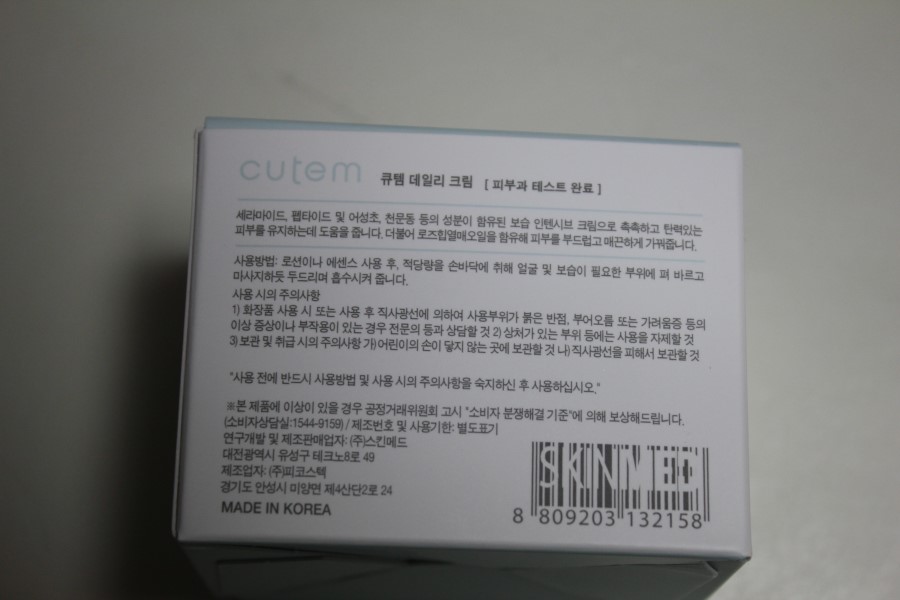 cutem 큐템 데일리 크림 [ 피부과 테스트 완료 ]
세라마이드, 펩타이드 및 어성초, 천문동 등의 성분이 함유된 보습 인텐시브 크림으로 촉촉하고 탄력있는
피부를 유지하는데 도움을 줍니다. 더불어 로즈힙열매오일을 함유해 피부를 부드럽고 매끈하게 가꿔줍니다.
사용방법: 로션이나 에센스 사용 후, 적당량을 손바닥에 취해 얼굴 및 보습이 필요한 부위에 펴 바르고
마사지하듯 두드리며 흡수시켜 줍니다.
사용 시의 주의사항
1) 화장품 사용 시 또는 사용 후 직사광선에 의하여 사용부위가 붉은 반점, 부어오름 또는 가려움증 등의
이상 증상이나 부작용이 있는 경우 전문의 등과 상담할 것 2) 상처가 있는 부위 등에는 사용을 자제할 것
3) 보관 및 취급 시의 주의사항 가) 어린이의 손이 닿지 않는 곳에 보관할 것 나) 직사광선을 피해서 보관할 것
"사용 전에 반드시 사용방법 및 사용 시의 주의사항을 숙지하신 후 사용하십시오."
※본 제품에 이상이 있을 경우 공정거래위원회 고시 "소비자 분쟁해결 기준"에 의해 보상해드립니다.
(소비자상담실:1544-9159) / 제조번호 및 사용기한: 별도표기
연구개발 및 제조판매업자: (주)스킨메드
대전광역시 유성구 테크노8로 49
제조업자: (주)피코스텍
경기도 안성시 미양면 제4산단2로 24
MADE IN KOREA
SKINMED
8 809203 132158